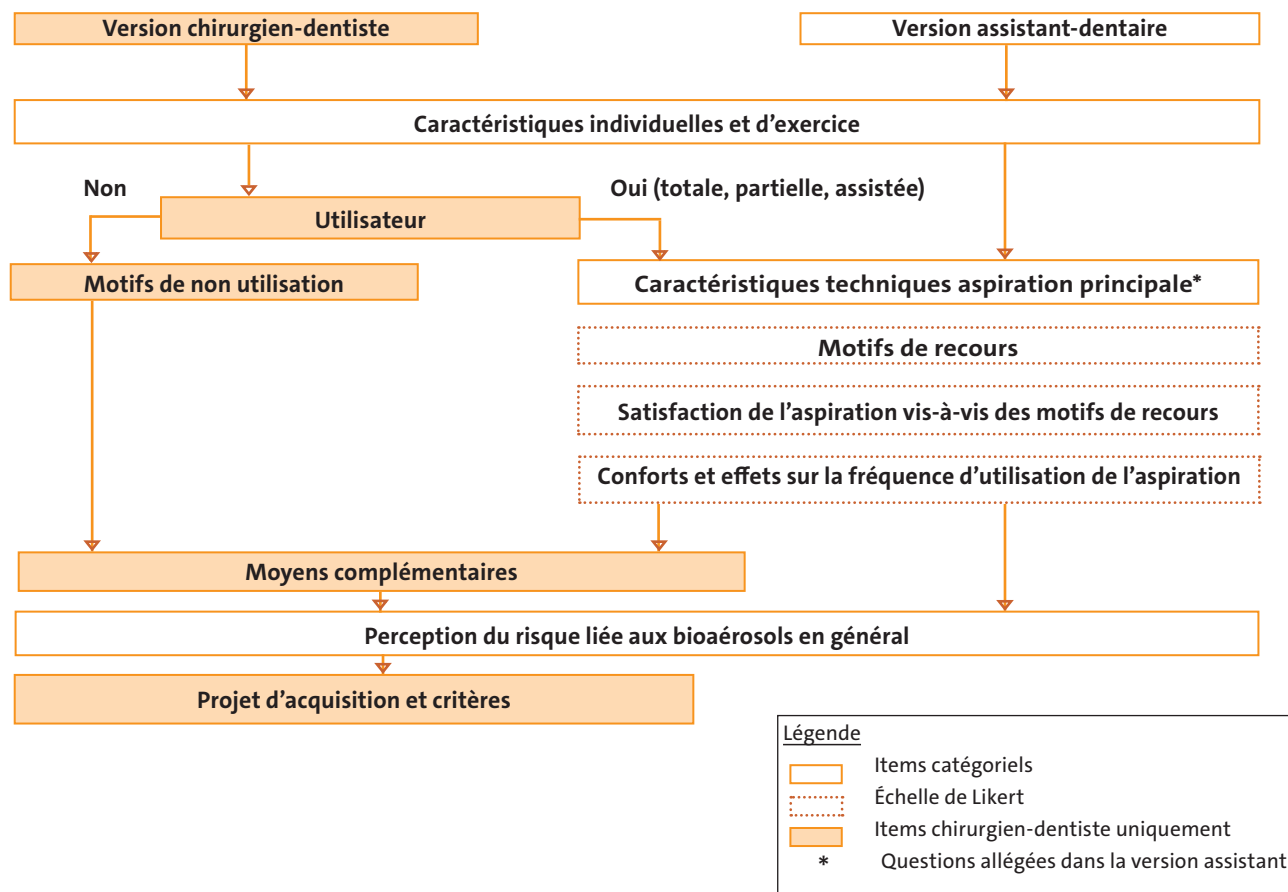 Version chirurgien-dentiste
Version assistant-dentaire
Caractéristiques individuelles et d'exercice
Non
Oui (totale, partielle, assistée)
Utilisateur
Motifs de non utilisation
Caractéristiques techniques aspiration principale*
Motifs de recours
Satisfaction de l'aspiration vis-à-vis des motifs de recours
Conforts et effets sur la fréquence d'utilisation de l'aspiration
Moyens complémentaires
Perception du risque liée aux bioaérosols en général
Projet d'acquisition et critères
Légende
Items catégoriels
Échelle de Likert
Items chirurgien-dentiste uniquement
* Questions allégées dans la version assistant